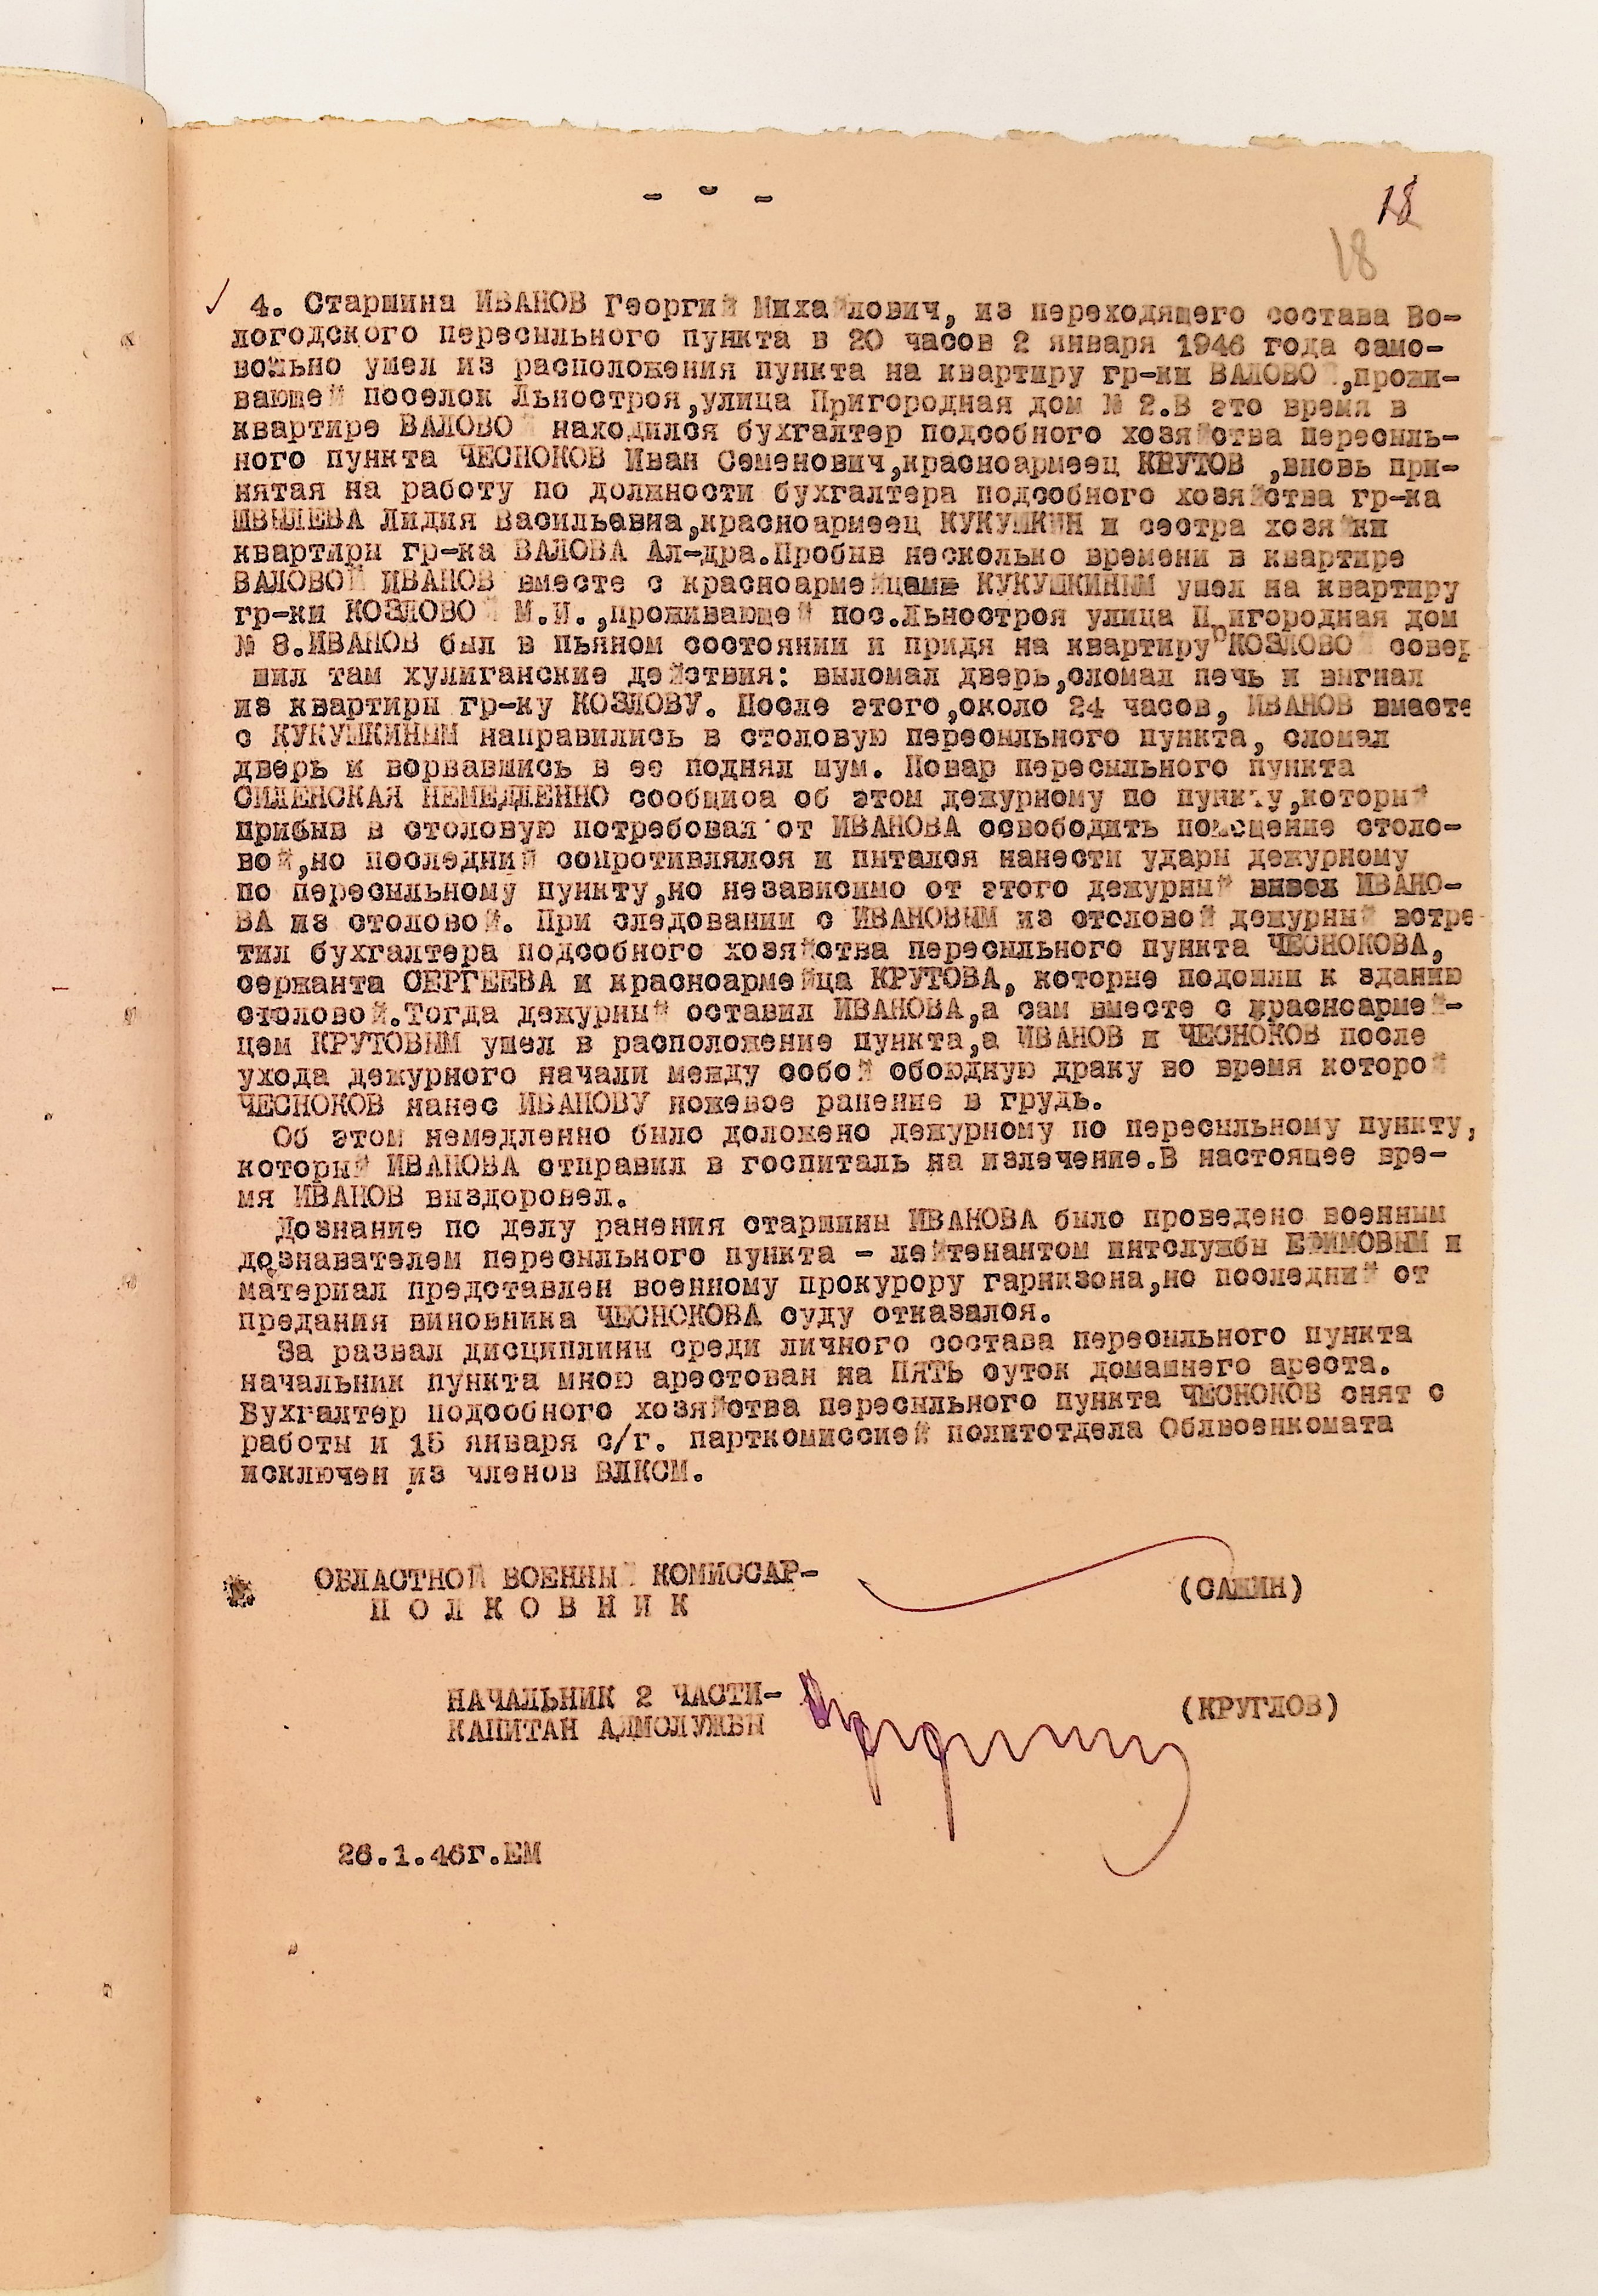 - " -
18
18
✓ 4. Старшина ИВАНОВ Георгий Михайлович, из переходящего состава Во-
логодского пересыльного пункта в 20 часов 2 января 1946 года само-
вольно ушел из расположения пункта на квартиру гр-ки ВАЛОВОЙ,прожи-
вающей поселок Льностроя,улица Пригородная дом № 2.В это время в
квартире ВАЛОВОЙ находился бухгалтер подсобного хозяйства пересыль-
ного пункта ЧЕСНОКОВ Иван Семенович,красноармеец КРУТОВ ,вновь при-
нятая на работу по должности бухгалтера подсобного хозяйства гр-ка
ШВЫЛЕВА Лидия Васильевна,красноармеец КУКУШКИН и сестра хозяйки
квартиры гр-ка ВАЛОВА Ал-дра.Пробыв несколько времени в квартире
ВАЛОВОЙ ИВАНОВ вместе с красноармейцем КУКУШКИНЫМ ушел на квартиру
гр-ки КОЗЛОВОЙ М.И.,проживающей пос.Льностроя улица Пригородная дом
№ 8.ИВАНОВ был в пьяном состоянии и придя на квартиру КОЗЛОВОЙ совер
шил там хулиганские действия: выломал дверь,сломал печь и выгнал
из квартиры гр-ку КОЗЛОВУ. После этого,около 24 часов, ИВАНОВ вместе
с КУКУШКИНЫМ направились в столовую пересыльного пункта, сломал
дверь и ворвавшись в ее поднял шум. Повар пересыльного пункта
СИЛЕНСКАЯ НЕМЕДЛЕННО сообщиоа об этом дежурному по пункту,который
прибыв в столовую потребовал от ИВАНОВА освободить помещение столо-
вой,но последний сопротивлялся и пытался нанести удары дежурному
по пересыльному пункту,но независимо от этого дежурный вывел ИВАНО-
ВА из столовой. При следовании с ИВАНОВЫМ из столовой дежурный встре-
тил бухгалтера подсобного хозяйства пересыльного пункта ЧЕСНОКОВА,
сержанта СЕРГЕЕВА и красноармейца КРУТОВА, которые подошли к зданию
столовой.Тогда дежурный оставил ИВАНОВА,а сам вместе с красноармей-
цем КРУТОВЫМ ушел в расположение пункта,а ИВАНОВ и ЧЕСНОКОВ после
ухода дежурного начали между собой обоюдную драку во время которой
ЧЕСНОКОВ нанес ИВАНОВУ ножевое ранение в грудь.
Об этом немедленно было доложено дежурному по пересыльному пункту,
который ИВАНОВА отправил в госпиталь на излечение.В настоящее вре-
мя ИВАНОВ выздоровел.
Дознание по делу ранения старшины ИВАНОВА было проведено военным
дознавателем пересыльного пункта - лейтенантом интслужбы ЕФИМОВЫМ и
материал представлен военному прокурору гарнизона,но последний от
предания виновника ЧЕСНОКОВА суду отказался.
За развал дисциплины среди личного состава пересыльного пункта
начальник пункта мною арестован на ПЯТЬ суток домашнего ареста.
Бухгалтер подсобного хозяйства пересыльного пункта ЧЕСНОКОВ снят с
работы и 15 января с/г. парткомиссией политотдела Облвоенкомата
исключен из членов ВЛКСМ.
ОБЛАСТНОЙ ВОЕННЫЙ КОМИССАР-
П О Л К О В Н И К
(САШИН)
НАЧАЛЬНИК 2 ЧАСТИ-
КАПИТАН АДМСЛУЖБЫ
(КРУГЛОВ)
26.1.46г.ЕМ